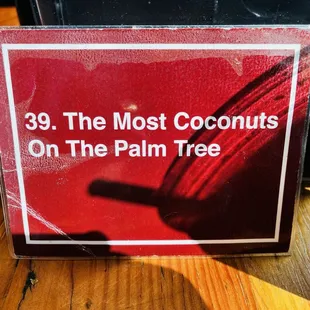 39. The Most Coconuts
On The Palm Tree